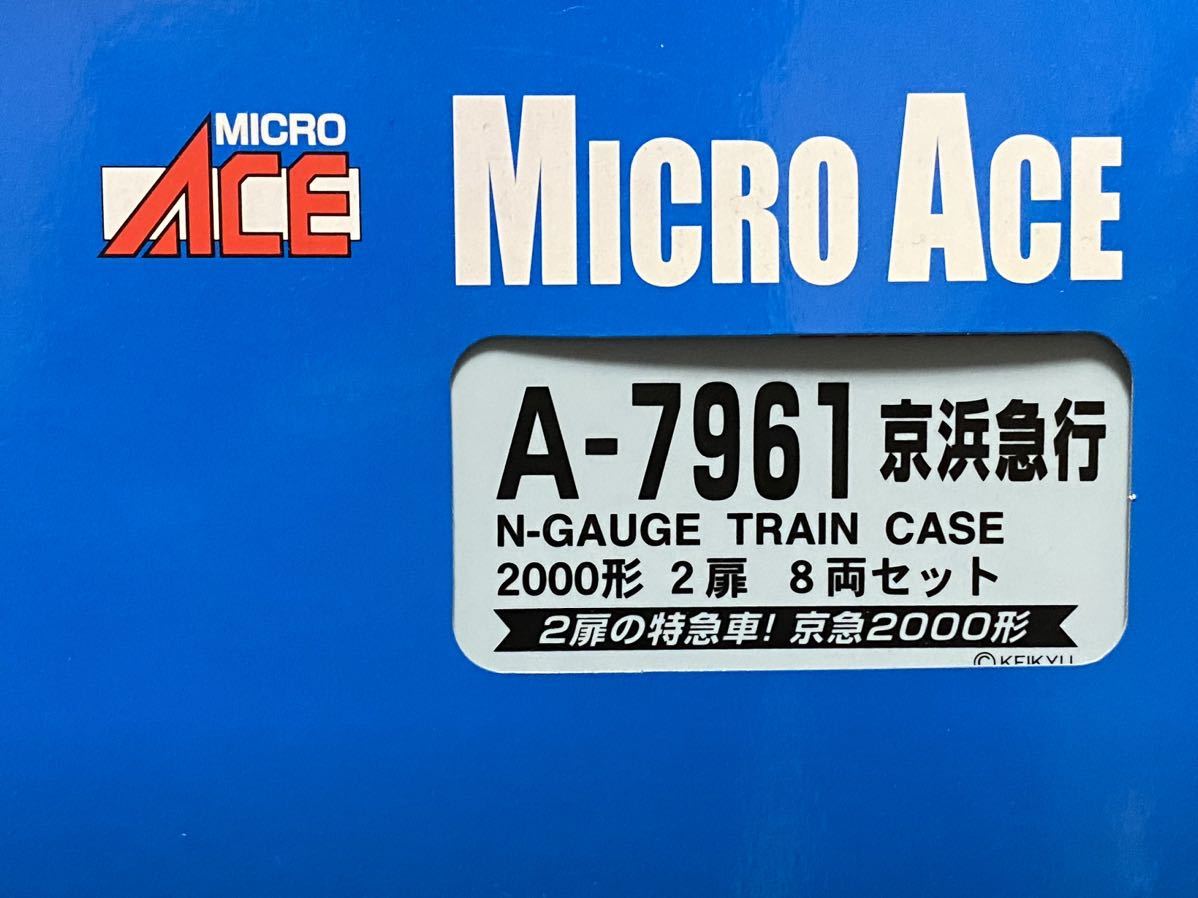 MICRO
ACE
MICRO ACE
A-7961 京浜急行
N-GAUGE TRAIN CASE
2000形 2扉 8両セット
2扉の特急車! 京急2000形
©KEIKYU